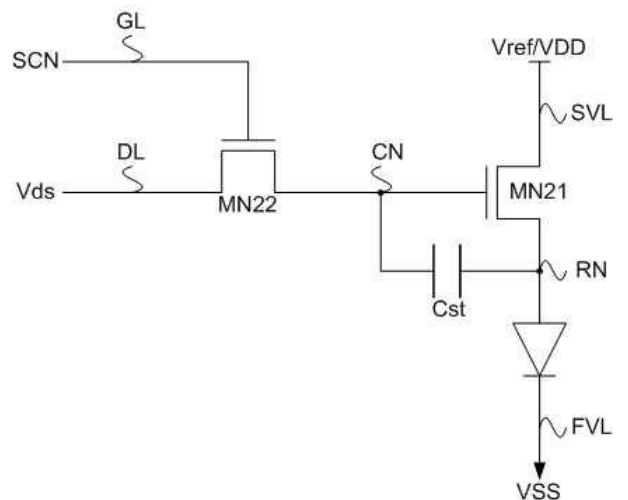 GL
SCN
Vref/VDD
SVL
DL
CN
Vds
MN22
MN21
RN
Cst
FVL
VSS